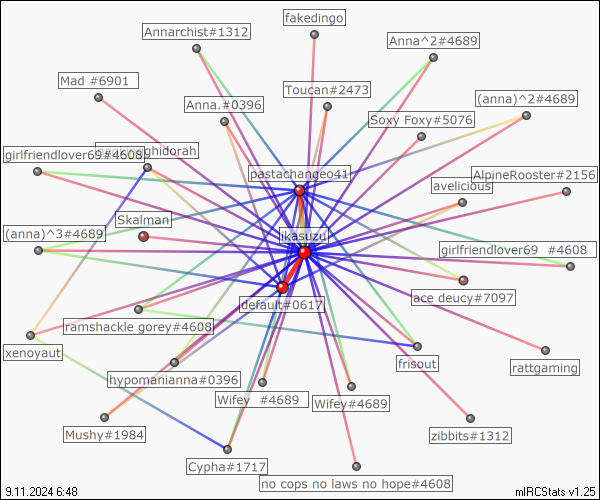 fakedingo
Annarchist#1312
Anna^2#4689
Mad #6901
Toucan#2473
(anna)^2#4689
Anna.#0396
Soxy Foxy#5076
ghidorah
girlfriendlover69#4608
pastachangeo41
AlpineRooster#2156
avelicious
Skalman
(anna)^3#4689
likasuzu
girlfriendlover69 #4608
default#0617
ace deucy#7097
ramshackle gorey#4608
xenoyaut
frisout
rattgaming
hypomanianna#0396
Wifey #4689
Wifey#4689
Mushy#1984
zibbits#1312
Cypha#1717
no cops no laws no hope#4608
9.11.2024 6:48
mIRCStats v1.25